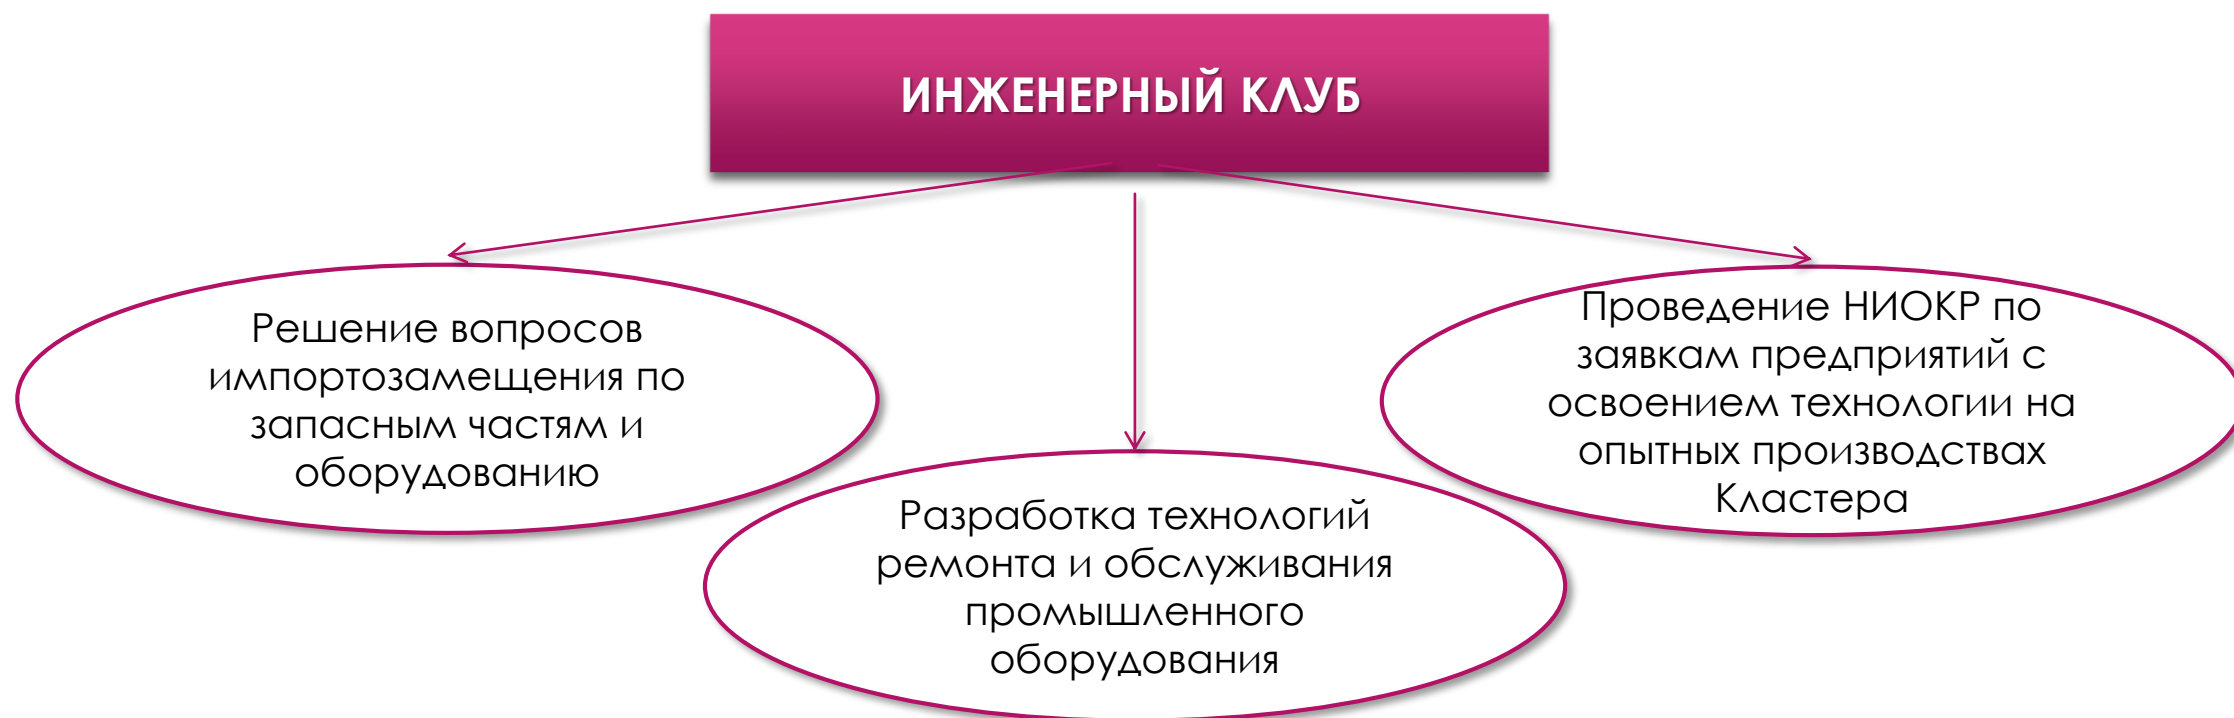 ИНЖЕНЕРНЫЙ КЛУБ
Решение вопросов
импортозамещения по
запасным частям и
оборудованию
Разработка технологий
ремонта и обслуживания
промышленного
оборудования
Проведение НИОКР по
заявкам предприятий с
освоением технологии на
опытных производствах
Кластера